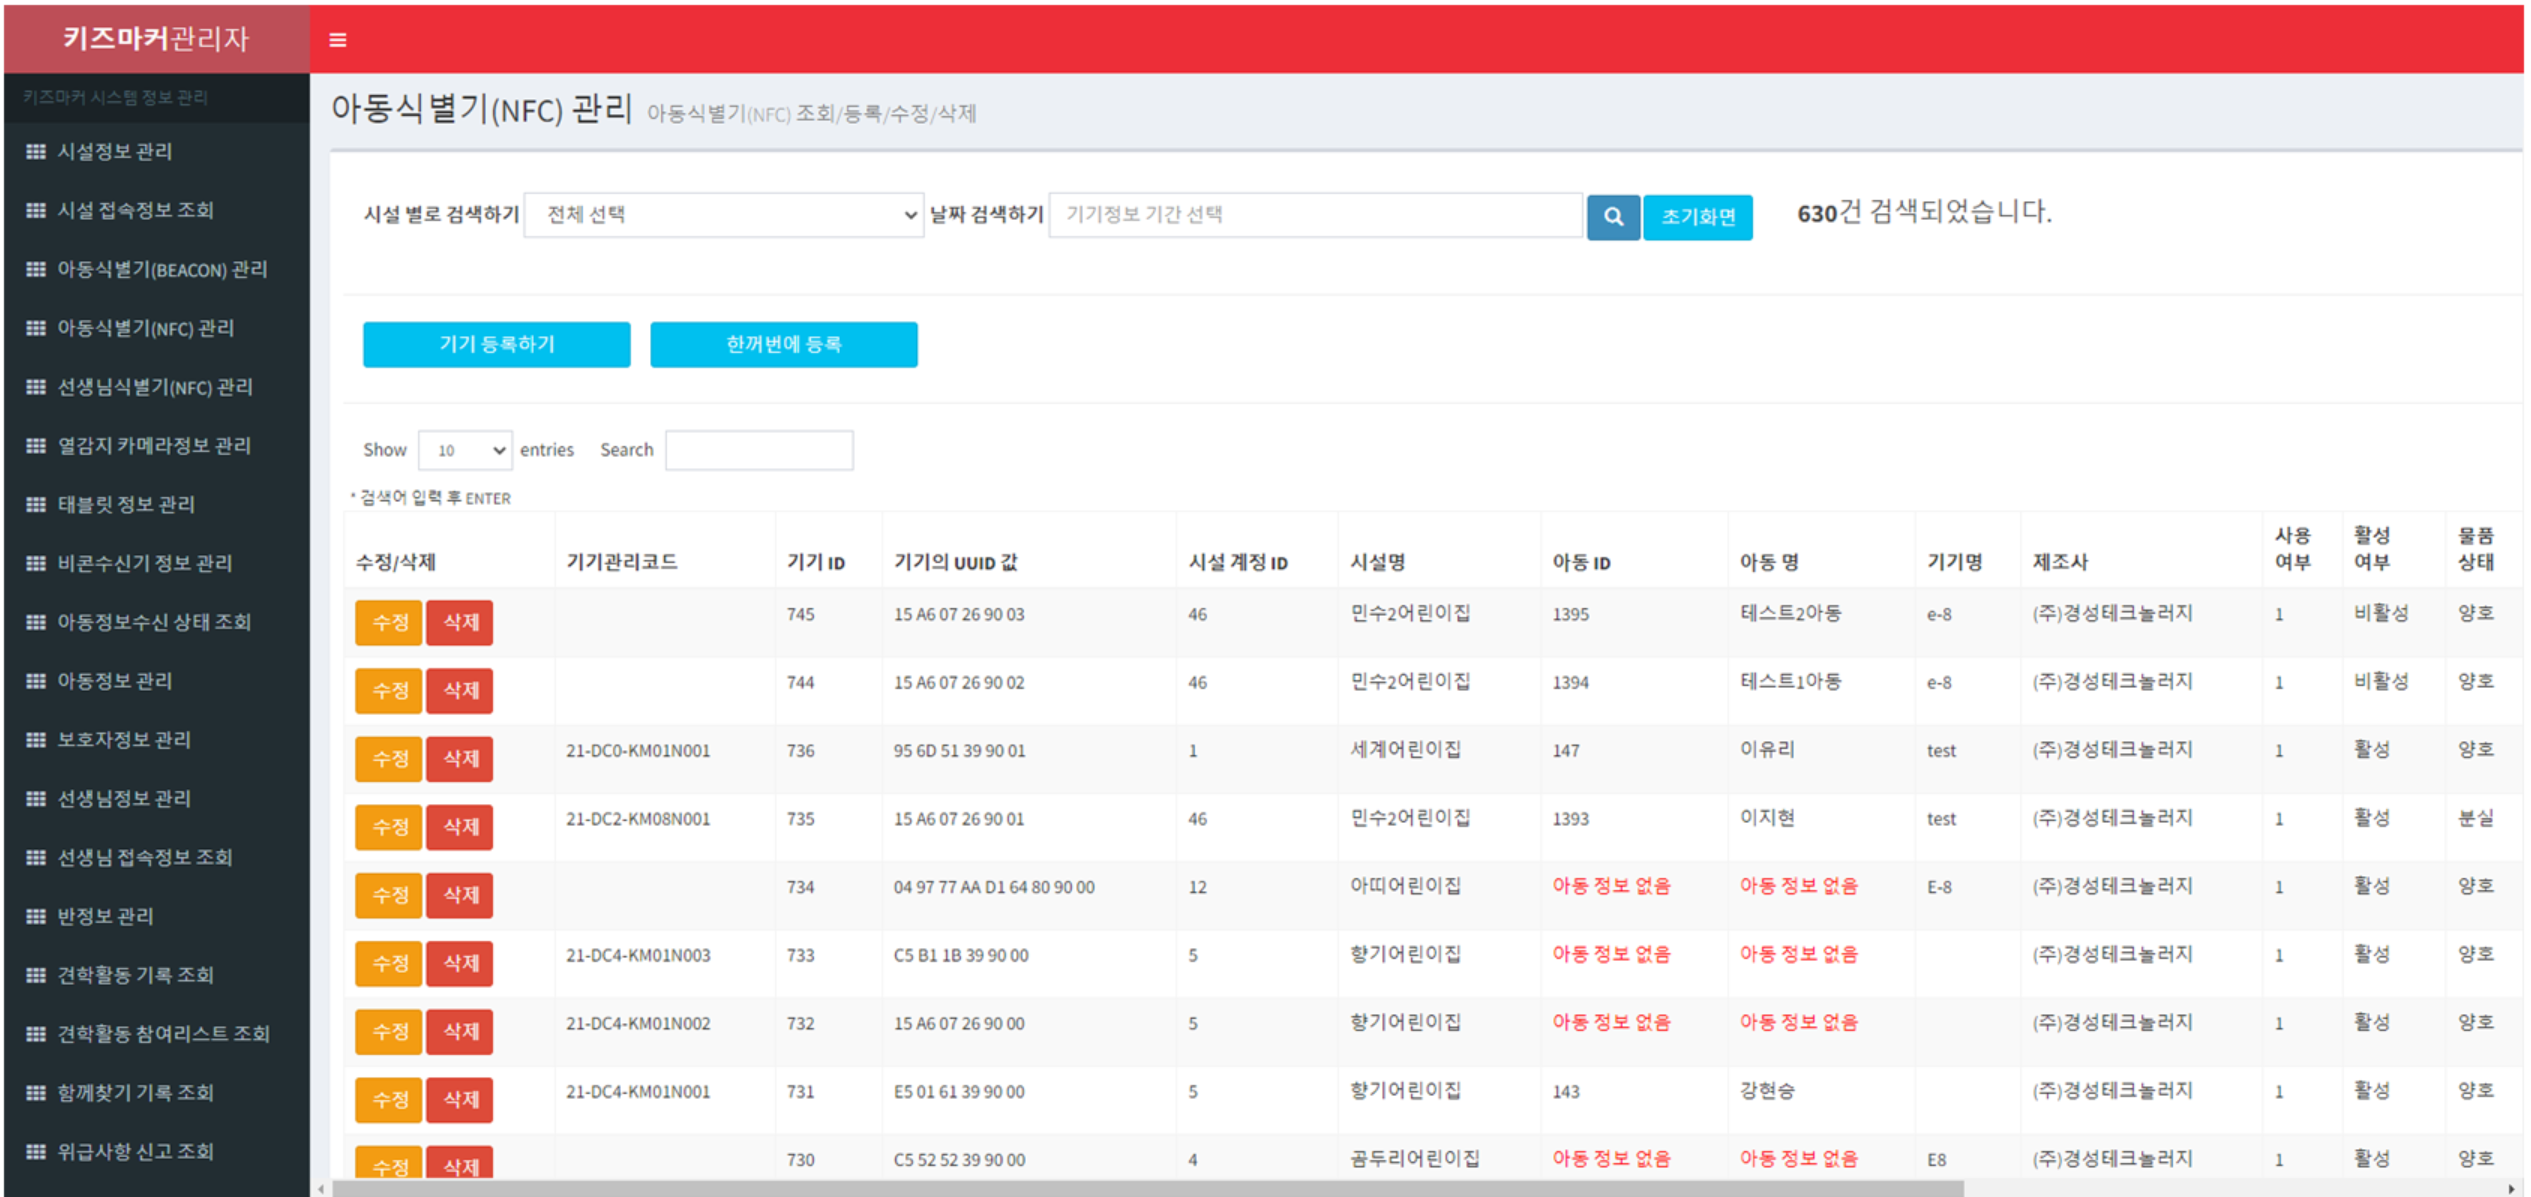 키즈마커관리자
키즈마커 시스템 정보 관리
시설정보 관리
시설 접속정보 조회
아동식별기(BEACON) 관리
아동식별기(NFC) 관리
선생님식별기(NFC) 관리
열감지 카메라정보 관리
태블릿 정보 관리
비콘수신기 정보 관리
아동정보수신 상태 조회
아동정보 관리
보호자정보 관리
선생님정보 관리
선생님 접속정보 조회
반정보 관리
견학활동 기록 조회
견학활동 참여리스트 조회
함께찾기 기록 조회
위급사항 신고 조회
아동식별기(NFC) 관리 아동식별기(NFC) 조회/등록/수정/삭제
시설 별로 검색하기 전체 선택 날짜 검색하기 기기정보 기간 선택 초기화면 630건 검색되었습니다.
기기 등록하기 한꺼번에 등록
Show 10 entries Search
* 검색어 입력 후 ENTER
수정/삭제 기기관리코드 기기 ID 기기의 UUID 값 시설 계정 ID 시설명 아동 ID 아동 명 기기명 제조사 사용 여부 활성 여부 물품 상태
수정 삭제 745 15 A6 07 26 90 03 46 민수2어린이집 1395 테스트2아동 e-8 (주)경성테크놀러지 1 비활성 양호
수정 삭제 744 15 A6 07 26 90 02 46 민수2어린이집 1394 테스트1아동 e-8 (주)경성테크놀러지 1 비활성 양호
수정 삭제 21-DC0-KM01N001 736 95 6D 51 39 90 01 1 세계어린이집 147 이유리 test (주)경성테크놀러지 1 활성 양호
수정 삭제 21-DC2-KM08N001 735 15 A6 07 26 90 01 46 민수2어린이집 1393 이지현 test (주)경성테크놀러지 1 활성 분실
수정 삭제 734 04 97 77 AA D1 64 80 90 00 12 아띠어린이집 아동 정보 없음 아동 정보 없음 E-8 (주)경성테크놀러지 1 활성 양호
수정 삭제 21-DC4-KM01N003 733 C5 B1 1B 39 90 00 5 향기어린이집 아동 정보 없음 아동 정보 없음 (주)경성테크놀러지 1 활성 양호
수정 삭제 21-DC4-KM01N002 732 15 A6 07 26 90 00 5 향기어린이집 아동 정보 없음 아동 정보 없음 (주)경성테크놀러지 1 활성 양호
수정 삭제 21-DC4-KM01N001 731 E5 01 61 39 90 00 5 향기어린이집 143 강현승 (주)경성테크놀러지 1 활성 양호
수정 삭제 730 C5 52 52 39 90 00 4 곰두리어린이집 아동 정보 없음 아동 정보 없음 E8 (주)경성테크놀러지 1 활성 양호